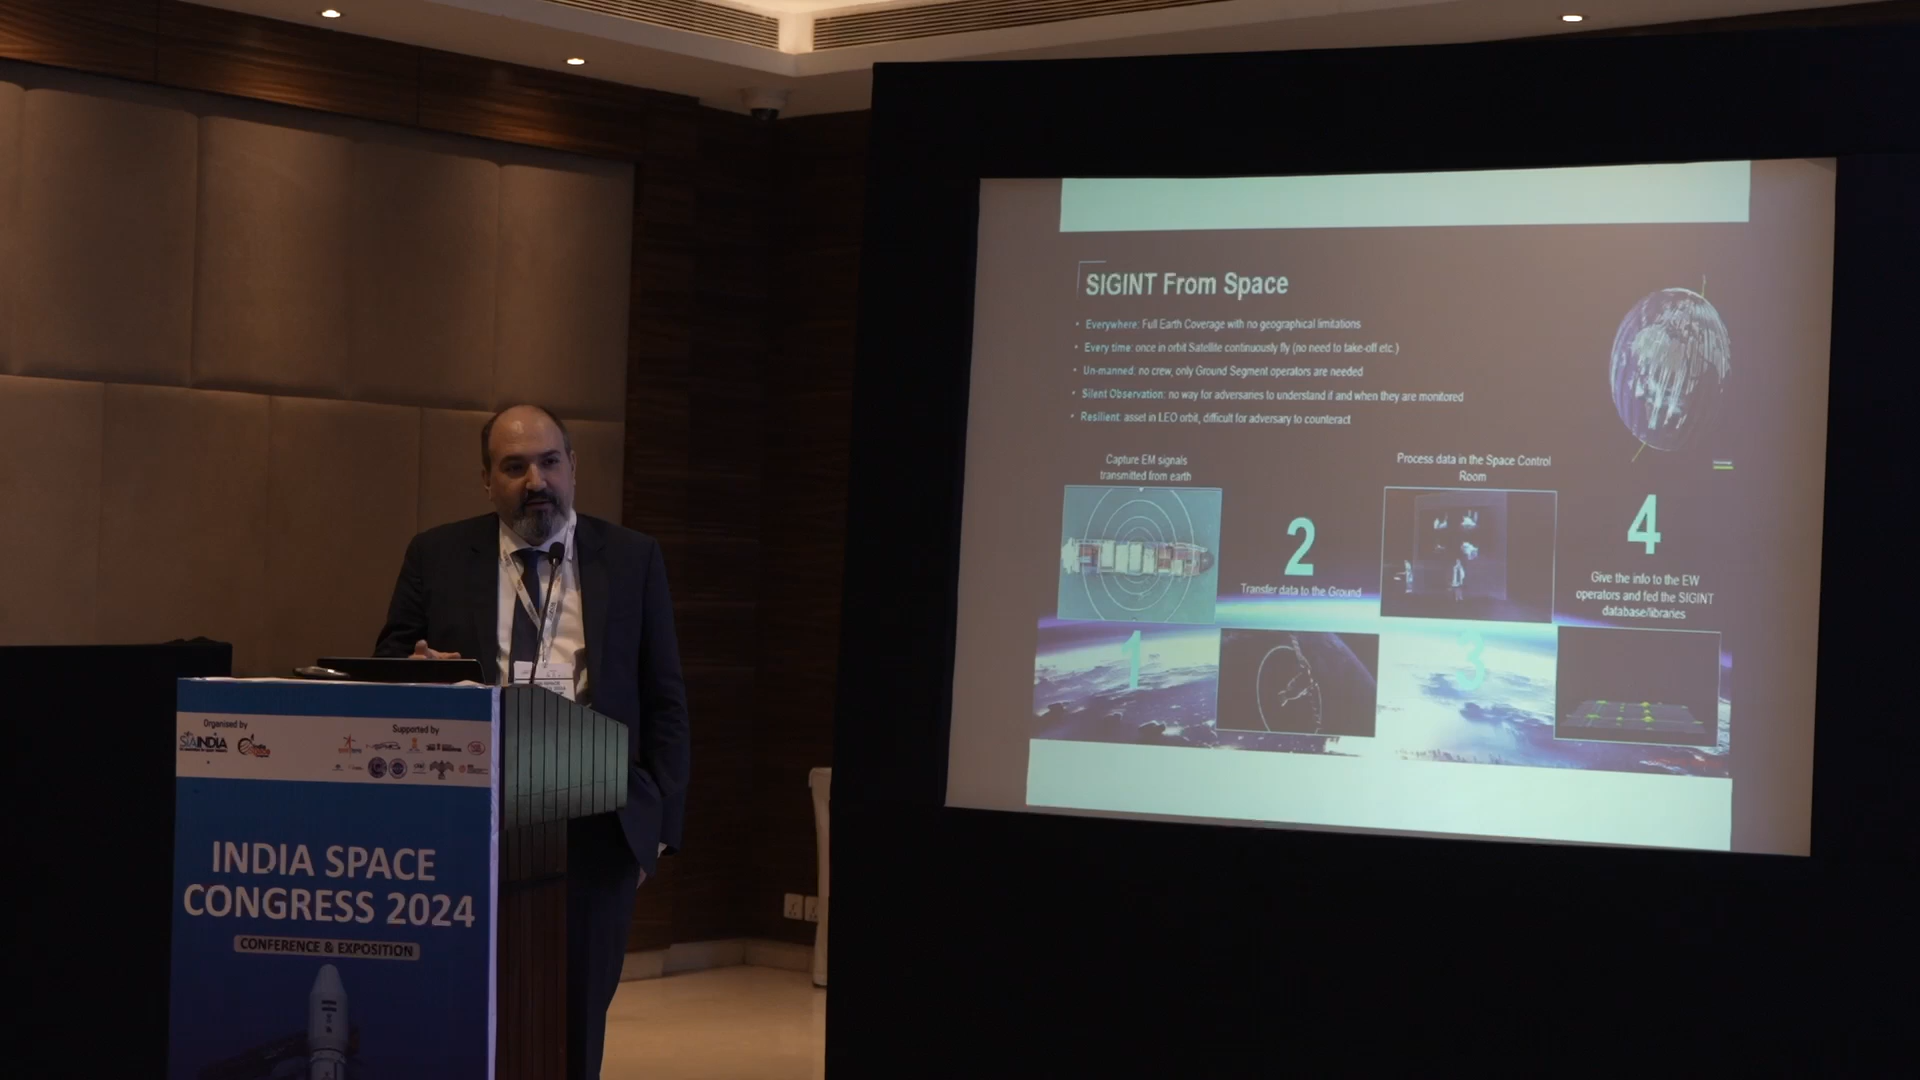 SIGINT From Space
• Everywhere: Full Earth Coverage with no geographical limitations
• Every time: once in orbit Satellite continuously fly (no need to take-off etc.)
• Un-manned: no crew, only Ground Segment operators are needed
• Silent Observation: no way for adversaries to understand if and when they are monitored
• Resilient: asset in LEO orbit, difficult for adversary to counteract
Capture EM signals
transmitted from earth
1
2
Transfer data to the Ground
Process data in the Space Control
Room
3
4
Give the info to the EW
operators and fed the SIGINT
database/libraries
Organised by
SIAINDIA
Supported by
INDIA SPACE
CONGRESS 2024
CONFERENCE & EXPOSITION